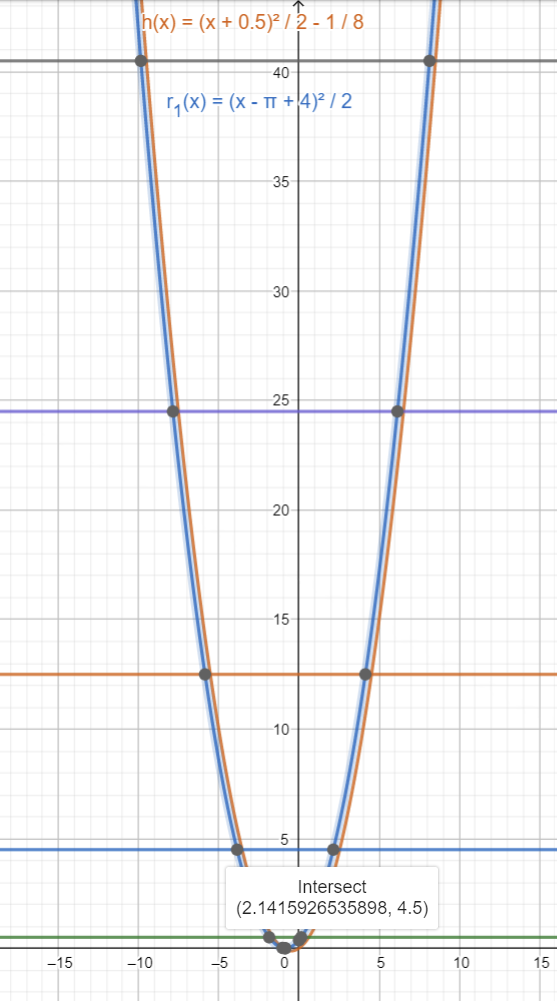 h(x) = (x + 0.5)² / 2 - 1 / 8
40
r₁(x) = (x - π + 4)² / 2
35
30
25
20
15
10
5
Intersect
(2.1415926535898, 4.5)
−15 −10 −5 0 5 10 15